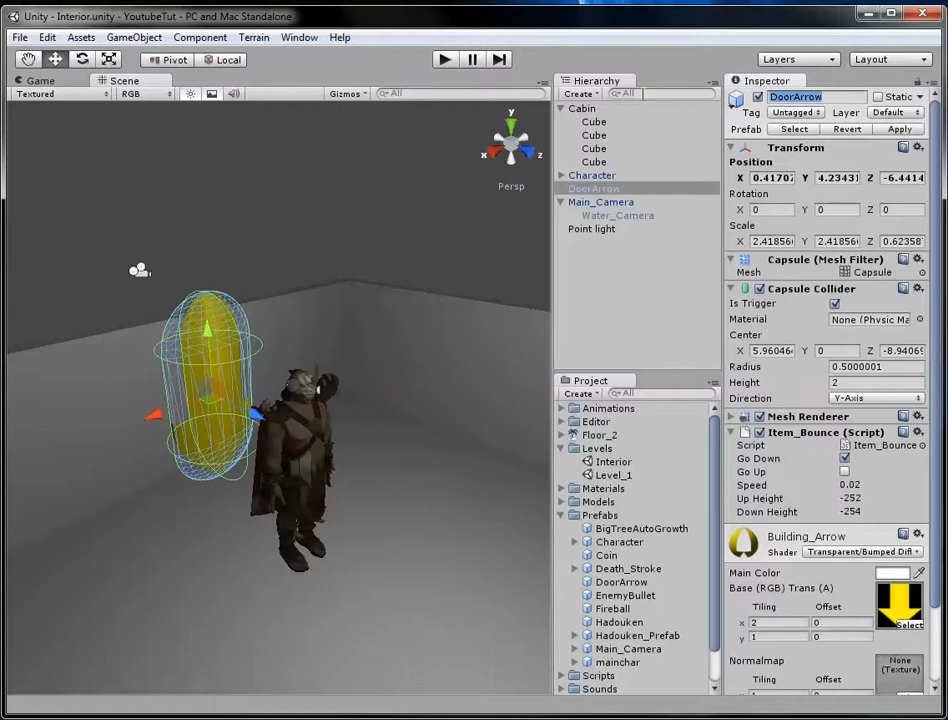 Unity - Interior.unity - YoutubeTut - PC and Mac Standalone
File Edit Assets GameObject Component Terrain Window Help
Pivot Local Layers Layout
Game Scene
Textured RGB Gizmos All
y
x z
Persp
Hierarchy
Create All
Cabin
Cube
Cube
Cube
Cube
Character
DoorArrow
Main_Camera
Water_Camera
Point light
Project
Create All
Animations
Editor
Floor_2
Levels
Interior
Level_1
Materials
Models
Prefabs
BigTreeAutoGrowth
Character
Coin
Death_Stroke
DoorArrow
EnemyBullet
Fireball
Hadouken
Hadouken_Prefab
Main_Camera
mainchar
Scripts
Sounds
Inspector
DoorArrow Static
Tag Untagged Layer Default
Prefab Select Revert Apply
Transform
Position
X 0.4170 Y 4.2343 Z -6.4414
Rotation
X 0 Y 0 Z 0
Scale
X 2.4185 Y 2.4185 Z 0.6235
Capsule (Mesh Filter)
Mesh Capsule
Capsule Collider
Is Trigger
Material None (Physic Ma
Center
X 5.9604 Y 0 Z -8.9406
Radius 0.5000001
Height 2
Direction Y-Axis
Mesh Renderer
Item_Bounce (Script)
Script Item_Bounce
Go Down
Go Up
Speed 0.02
Up Height -252
Down Height -254
Building_Arrow
Shader Transparent/Bumped Diff
Main Color
Base (RGB) Trans (A)
Tiling Offset
x 2 0
y 1 0
Select
Normalmap
None
(Texture)
Tiling Offset